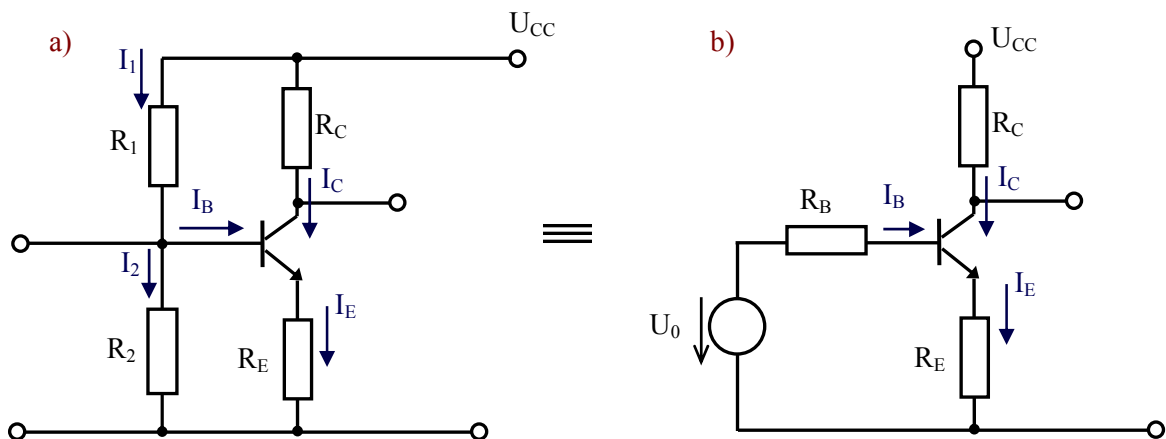 a)
U_CC
I_1
R_1
R_C
I_C
I_B
I_2
R_2
I_E
R_E
b)
U_CC
R_C
I_C
R_B
I_B
U_0
I_E
R_E